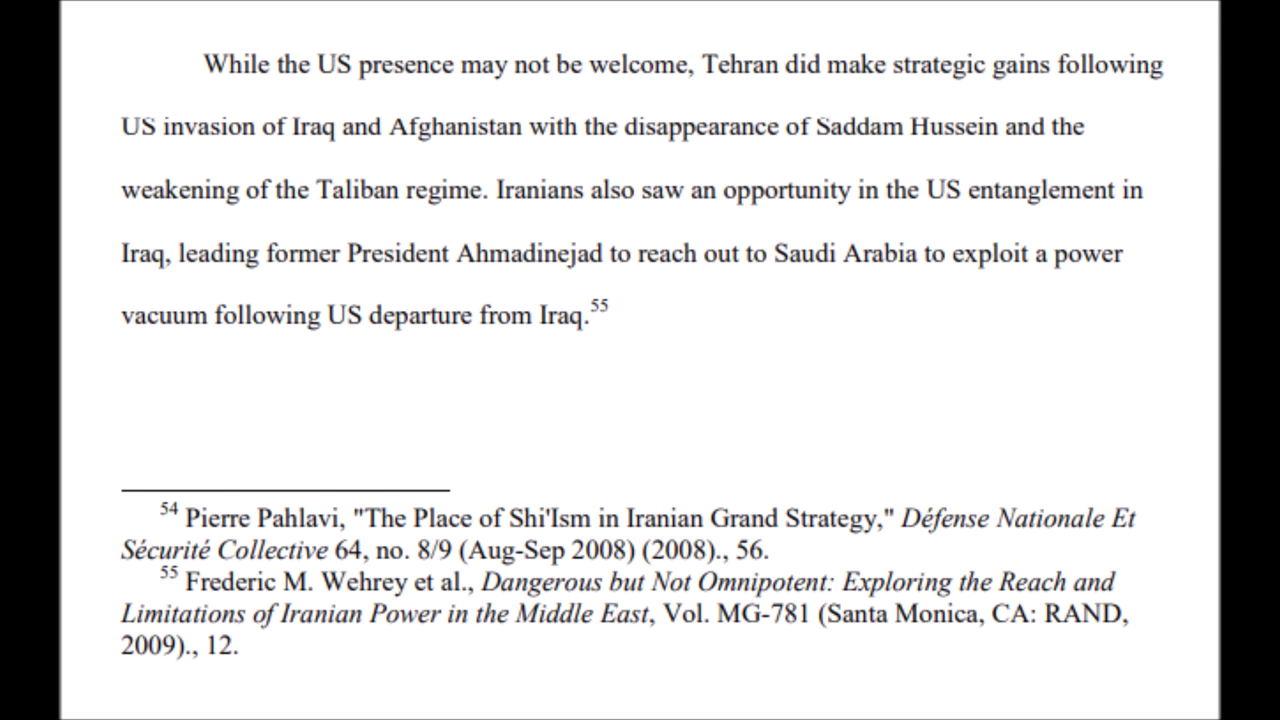 While the US presence may not be welcome, Tehran did make strategic gains following
US invasion of Iraq and Afghanistan with the disappearance of Saddam Hussein and the
weakening of the Taliban regime. Iranians also saw an opportunity in the US entanglement in
Iraq, leading former President Ahmadinejad to reach out to Saudi Arabia to exploit a power
vacuum following US departure from Iraq.55
54 Pierre Pahlavi, "The Place of Shi'Ism in Iranian Grand Strategy," Défense Nationale Et
Sécurité Collective 64, no. 8/9 (Aug-Sep 2008) (2008)., 56.
55 Frederic M. Wehrey et al., Dangerous but Not Omnipotent: Exploring the Reach and
Limitations of Iranian Power in the Middle East, Vol. MG-781 (Santa Monica, CA: RAND,
2009)., 12.